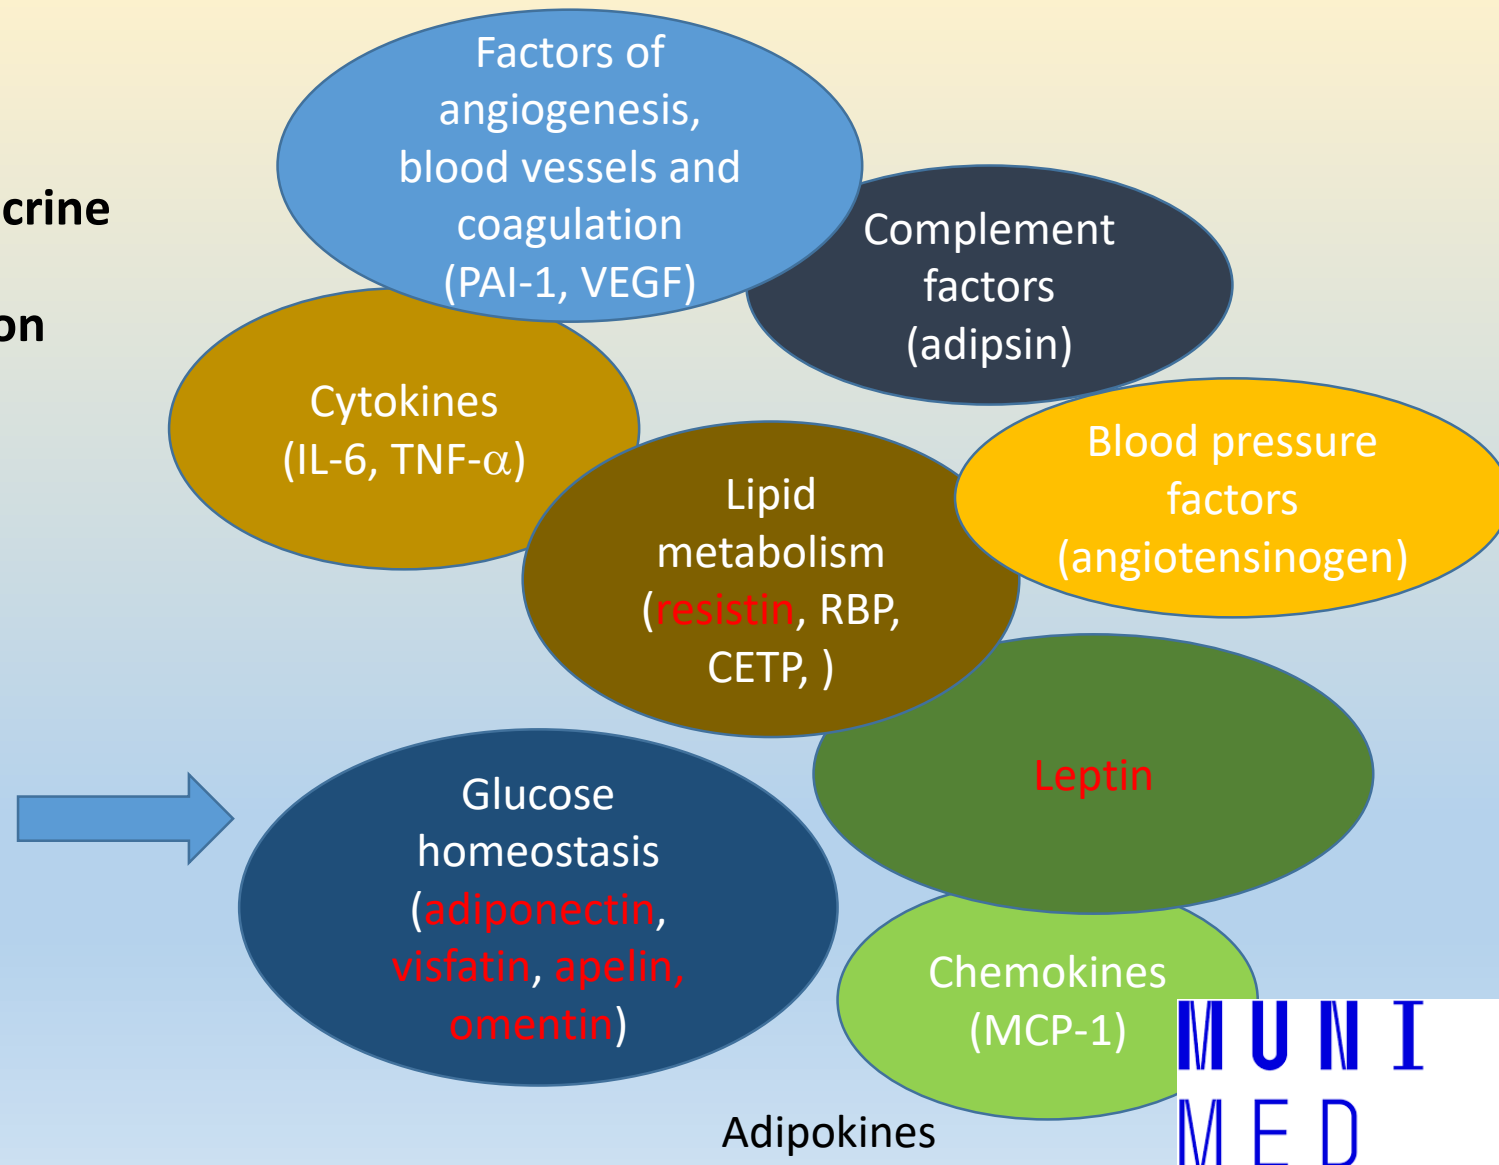 Factors of
angiogenesis,
blood vessels and
coagulation
(PAI-1, VEGF)
crine
on
Complement
factors
(adipsin)
Cytokines
(IL-6, TNF-α)
Blood pressure
factors
(angiotensinogen)
Lipid
metabolism
(resistin, RBP,
CETP, )
Leptin
Glucose
homeostasis
(adiponectin,
visfatin, apelin,
omentin)
Chemokines
(MCP-1)
Adipokines
MUNI
MED